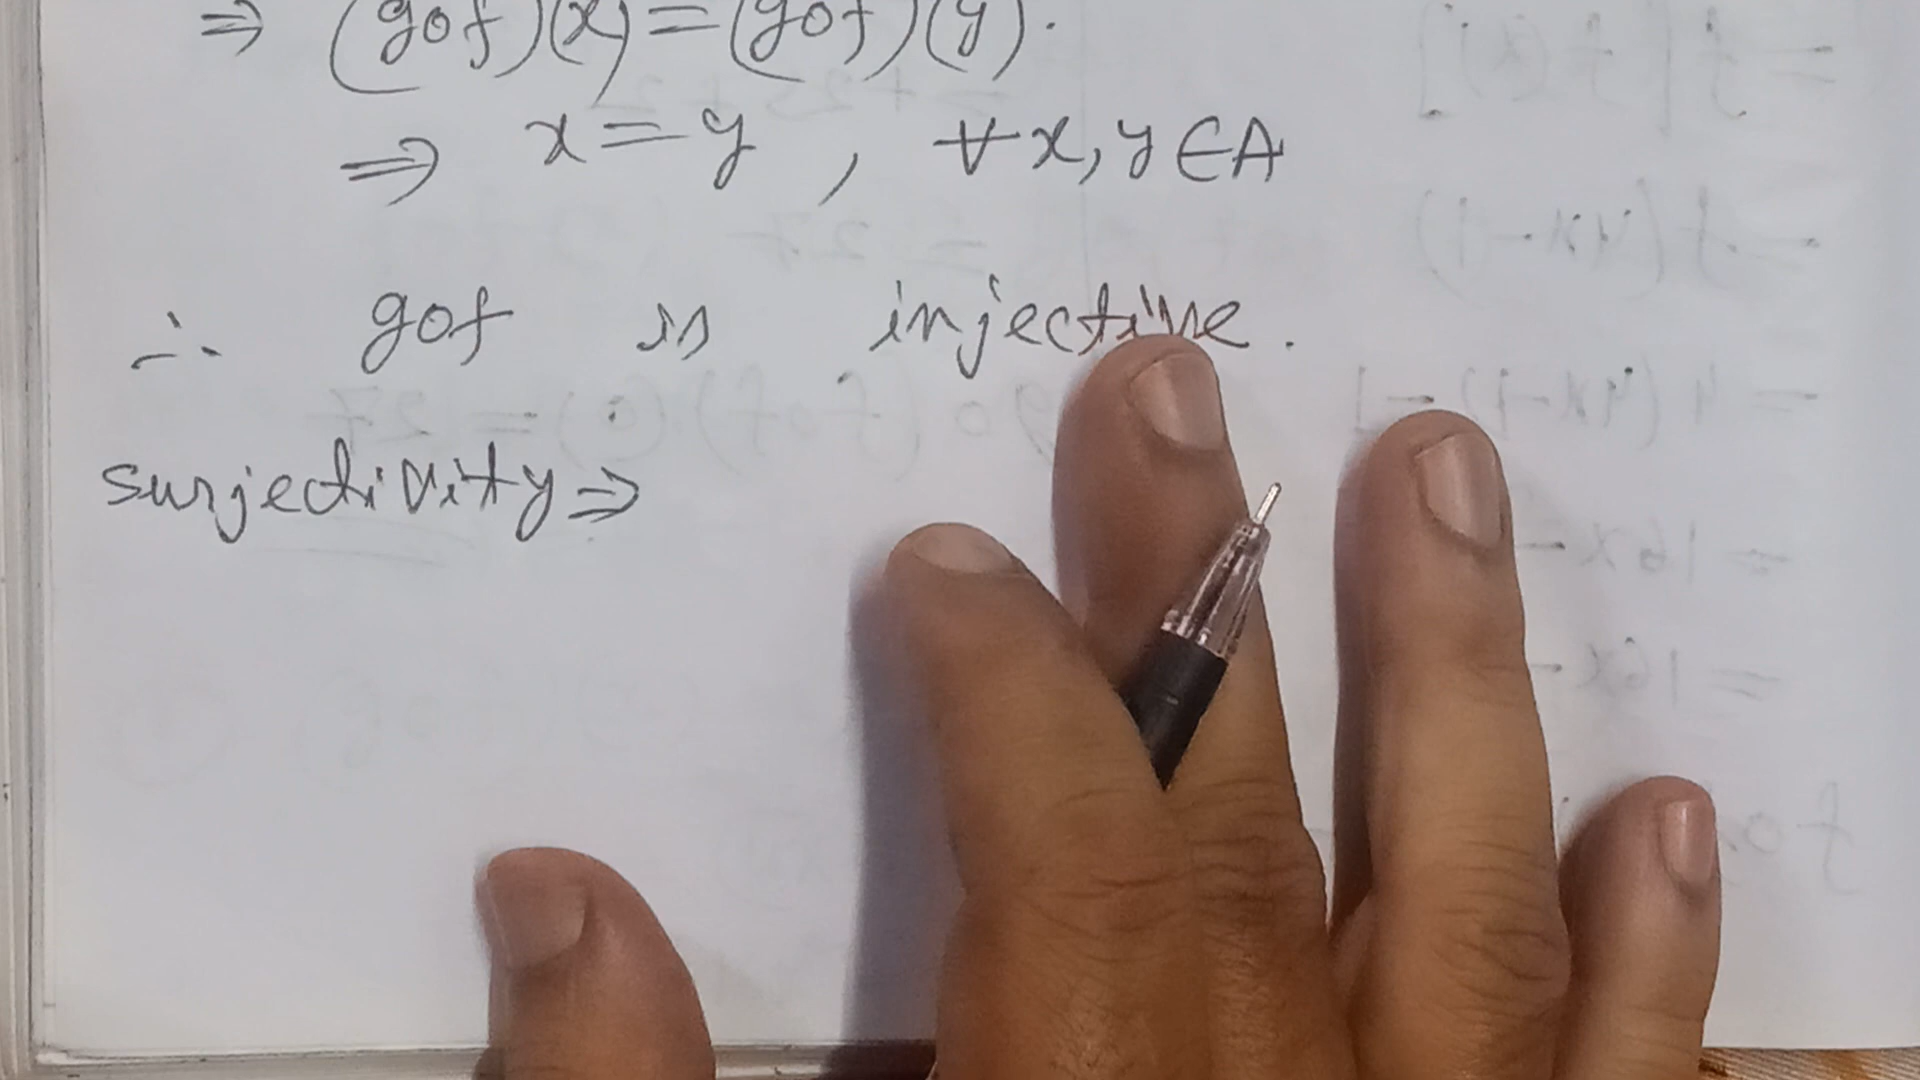 ⇒ (gof)(x) = (gof)(y).
⇒ x = y , ∀ x, y ∈ A
∴ gof is injective.
surjectivity ⇒